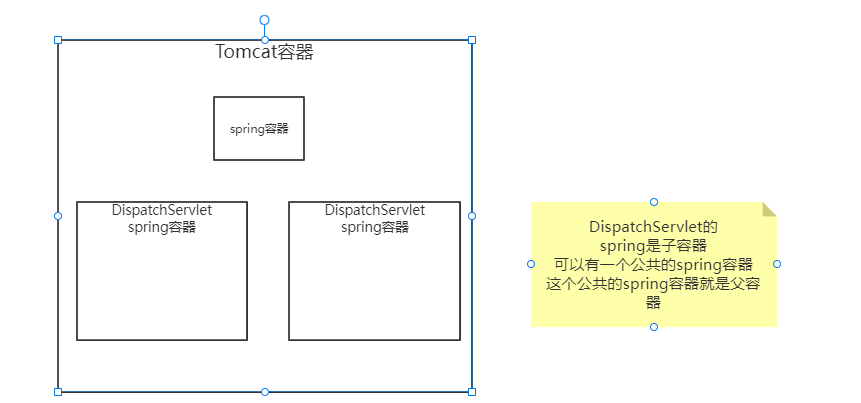 Tomcat容器
spring容器
DispatchServlet
spring容器
DispatchServlet
spring容器
DispatchServlet的
spring是子容器
可以有一个公共的spring容器
这个公共的spring容器就是父容
器